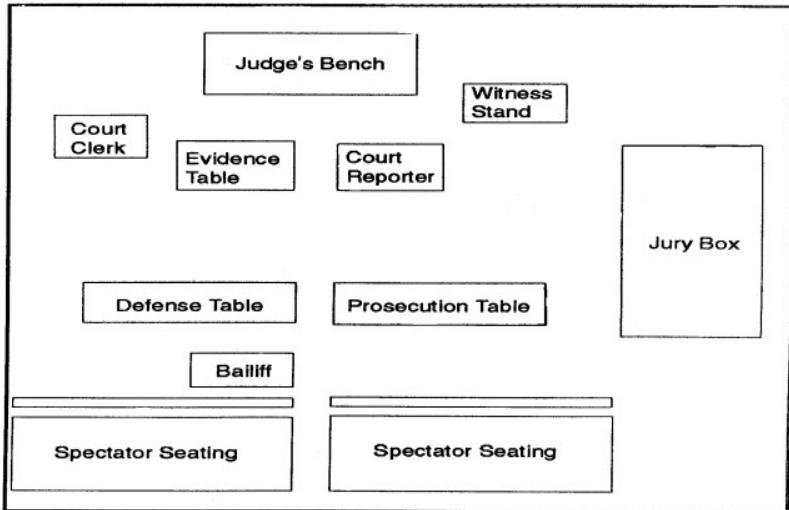 Judge's Bench
Witness
Stand
Court
Clerk
Evidence
Table
Court
Reporter
Jury Box
Defense Table
Prosecution Table
Bailiff
Spectator Seating
Spectator Seating